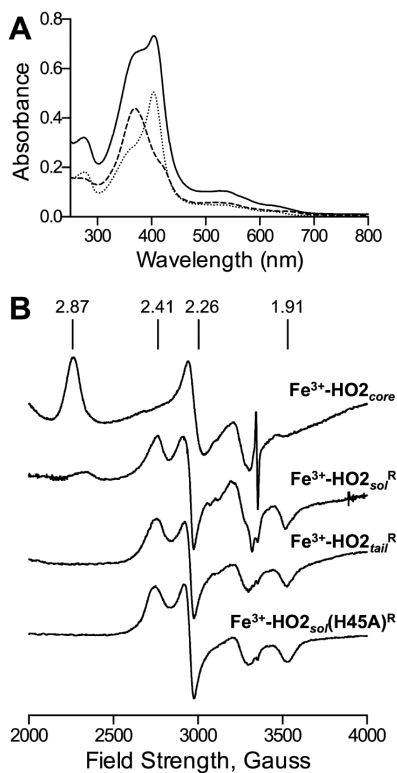 A
0.8
0.6
0.4
0.2
0.0
Absorbance
300 400 500 600 700 800
Wavelength (nm)
B
2.87 2.41 2.26 1.91
Fe³⁺-HO2core
Fe³⁺-HO2solᴿ
Fe³⁺-HO2tailᴿ
Fe³⁺-HO2sol(H45A)ᴿ
2000 2500 3000 3500 4000
Field Strength, Gauss